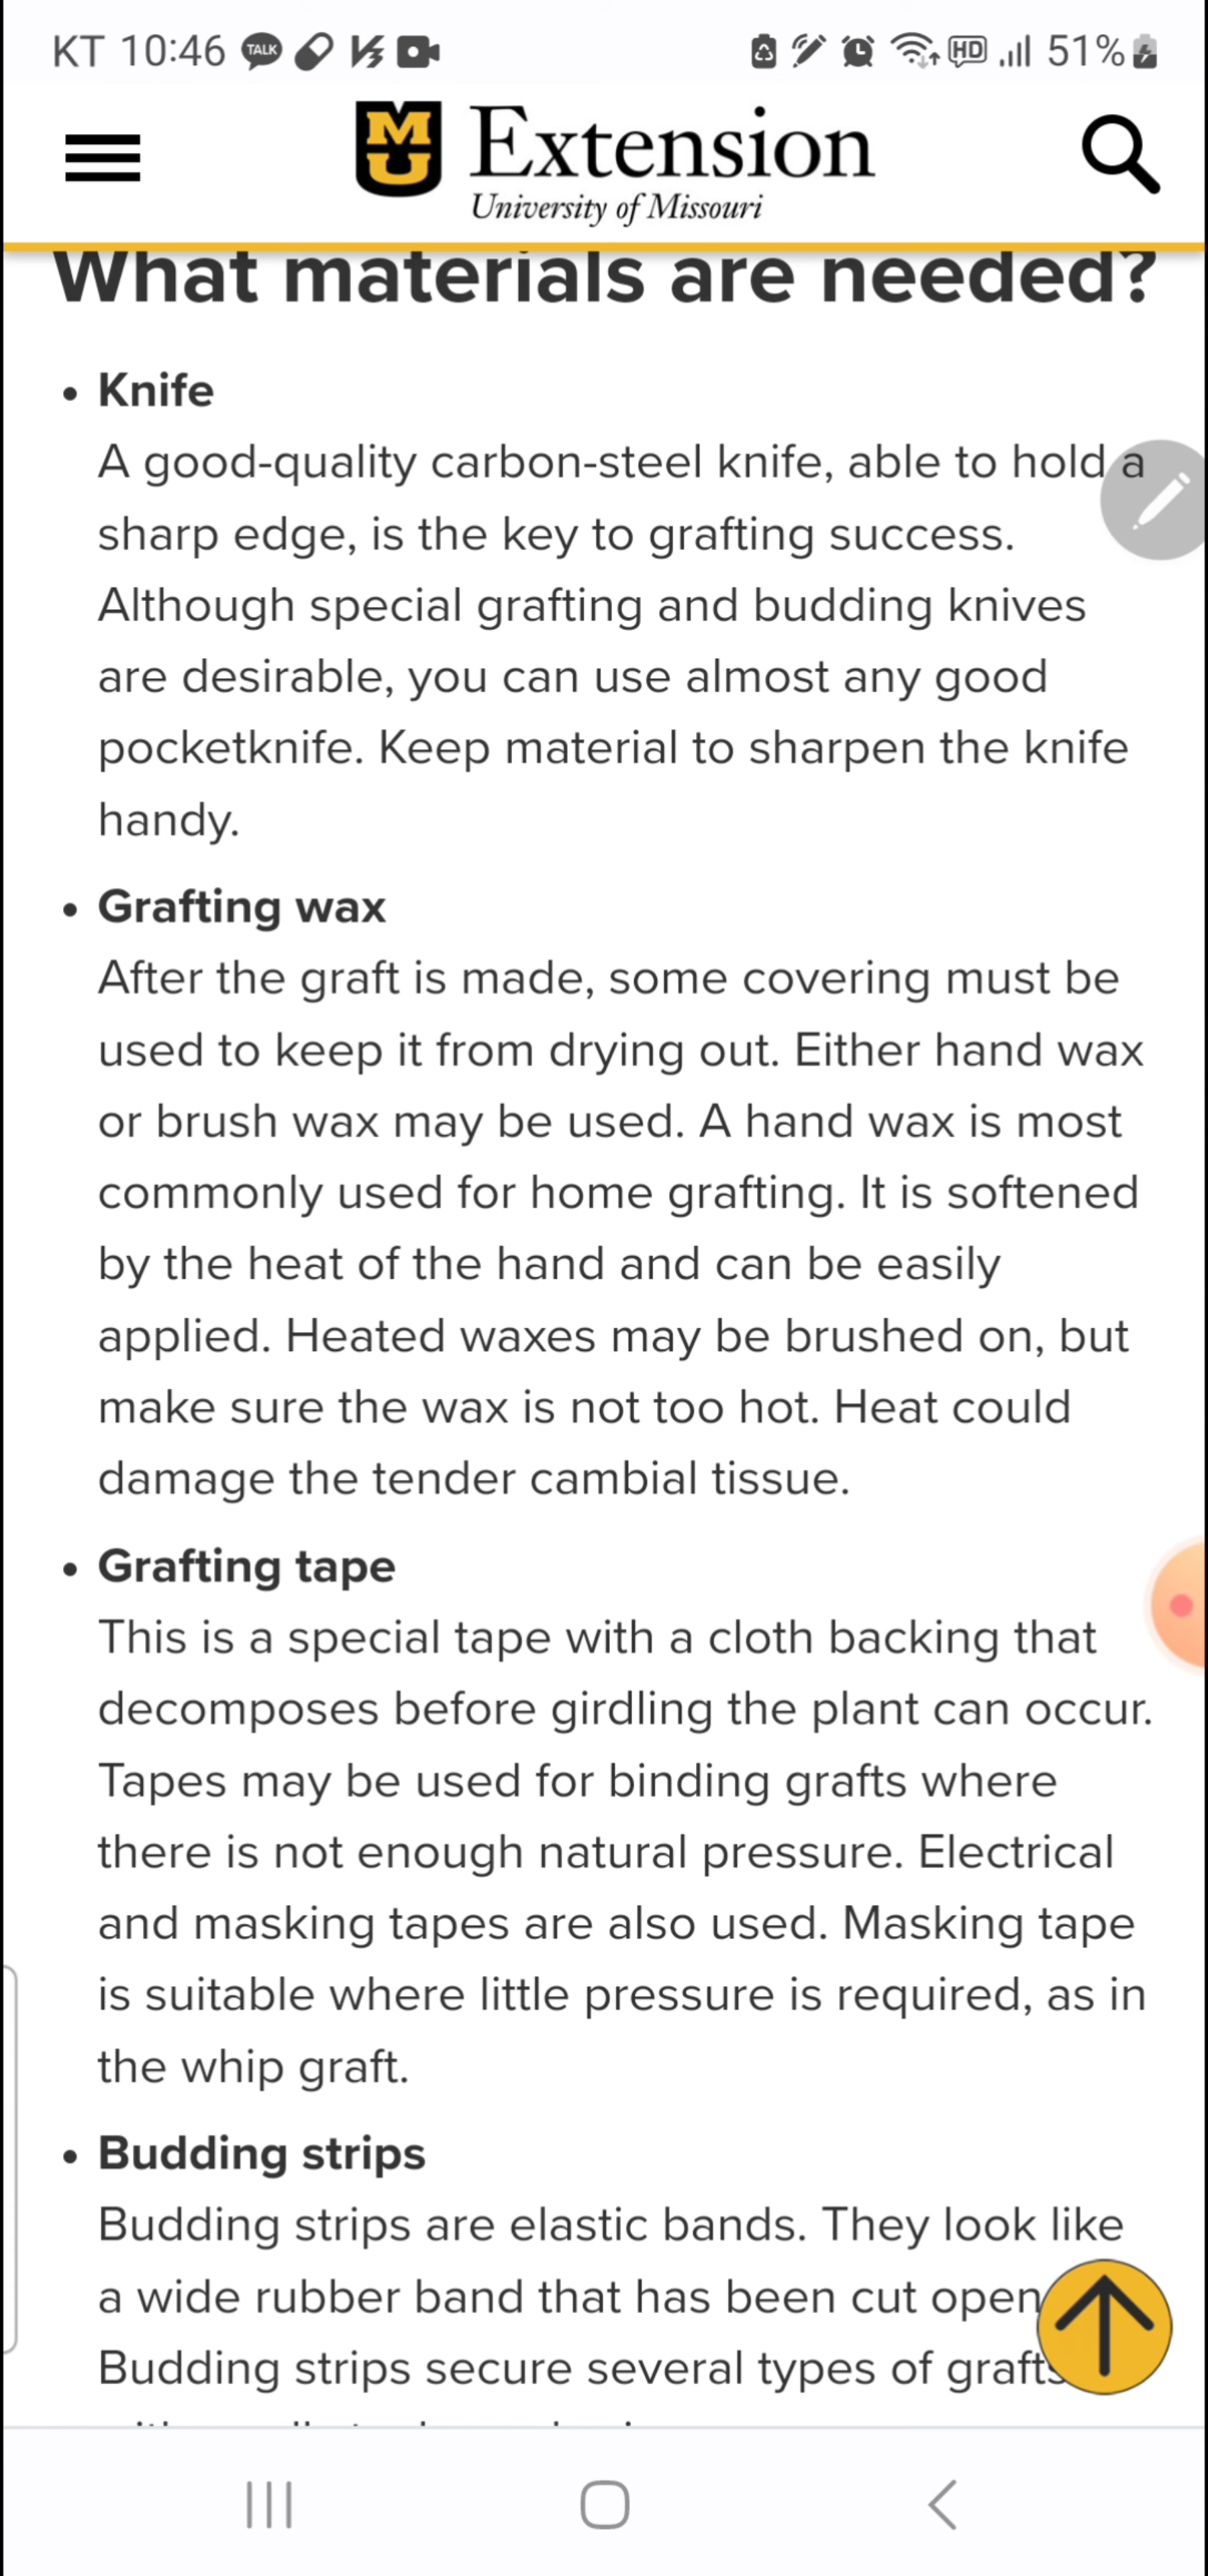 KT 10:46 TALK HD 51%
MU Extension
University of Missouri
What materials are needed?
• Knife
A good-quality carbon-steel knife, able to hold a
sharp edge, is the key to grafting success.
Although special grafting and budding knives
are desirable, you can use almost any good
pocketknife. Keep material to sharpen the knife
handy.
• Grafting wax
After the graft is made, some covering must be
used to keep it from drying out. Either hand wax
or brush wax may be used. A hand wax is most
commonly used for home grafting. It is softened
by the heat of the hand and can be easily
applied. Heated waxes may be brushed on, but
make sure the wax is not too hot. Heat could
damage the tender cambial tissue.
• Grafting tape
This is a special tape with a cloth backing that
decomposes before girdling the plant can occur.
Tapes may be used for binding grafts where
there is not enough natural pressure. Electrical
and masking tapes are also used. Masking tape
is suitable where little pressure is required, as in
the whip graft.
• Budding strips
Budding strips are elastic bands. They look like
a wide rubber band that has been cut open
Budding strips secure several types of grafts